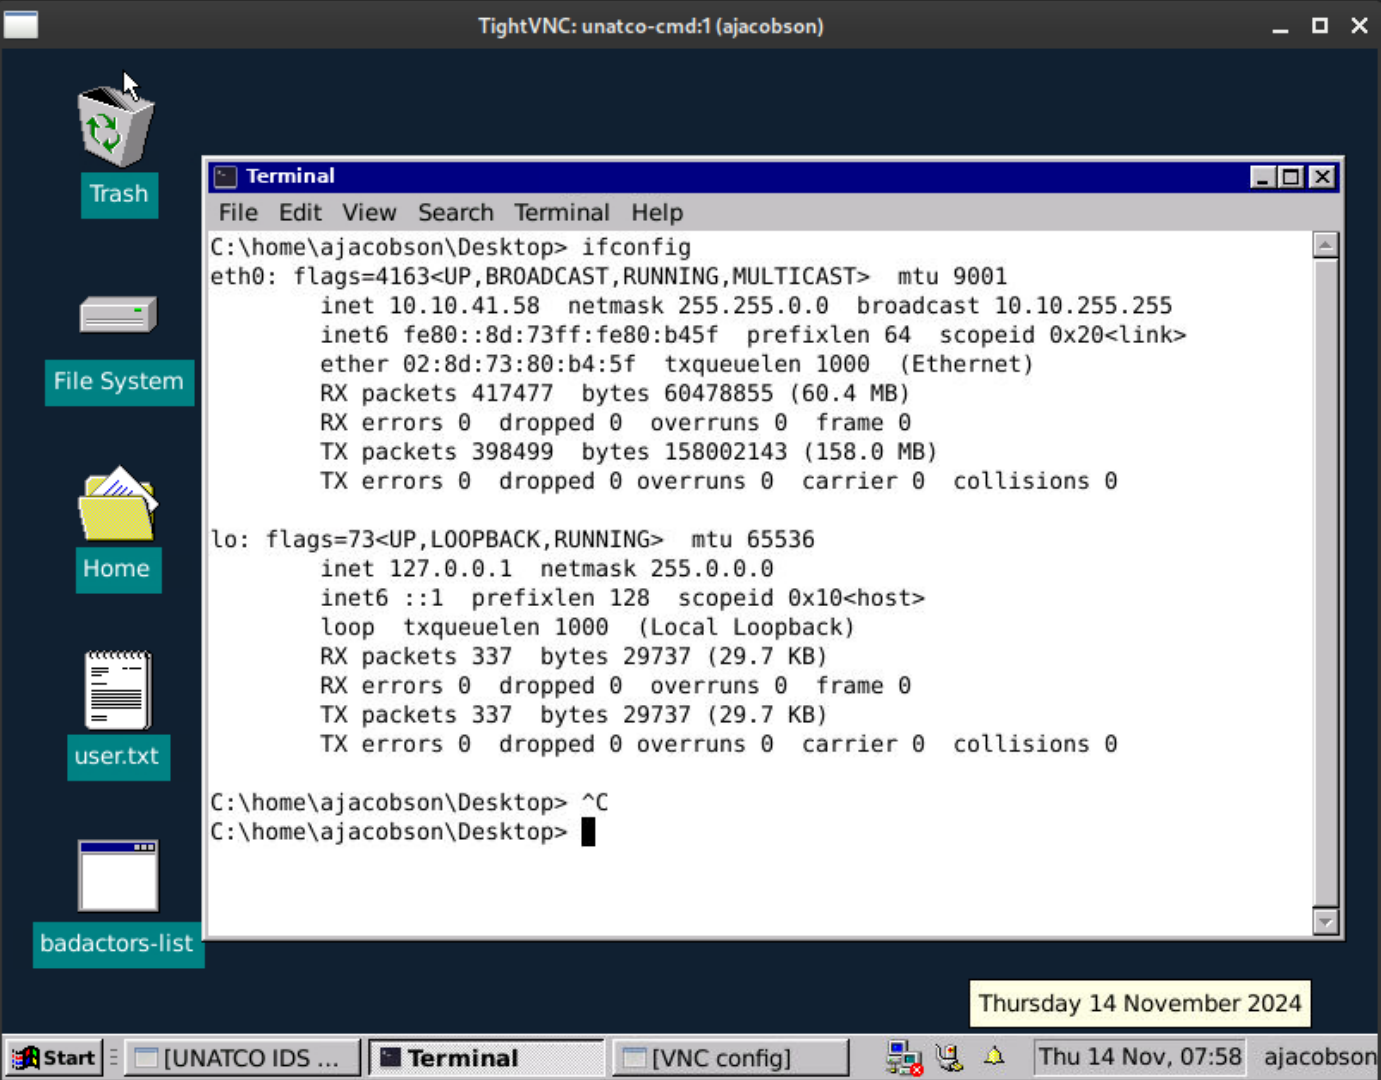 TightVNC: unatco-cmd:1 (ajacobson)
Trash
File System
Home
user.txt
badactors-list
Terminal
File Edit View Search Terminal Help
C:\home\ajacobson\Desktop> ifconfig
eth0: flags=4163<UP,BROADCAST,RUNNING,MULTICAST>  mtu 9001
        inet 10.10.41.58  netmask 255.255.0.0  broadcast 10.10.255.255
        inet6 fe80::8d:73ff:fe80:b45f  prefixlen 64  scopeid 0x20<link>
        ether 02:8d:73:80:b4:5f  txqueuelen 1000  (Ethernet)
        RX packets 417477  bytes 60478855 (60.4 MB)
        RX errors 0  dropped 0  overruns 0  frame 0
        TX packets 398499  bytes 158002143 (158.0 MB)
        TX errors 0  dropped 0 overruns 0  carrier 0  collisions 0
lo: flags=73<UP,LOOPBACK,RUNNING>  mtu 65536
        inet 127.0.0.1  netmask 255.0.0.0
        inet6 ::1  prefixlen 128  scopeid 0x10<host>
        loop  txqueuelen 1000  (Local Loopback)
        RX packets 337  bytes 29737 (29.7 KB)
        RX errors 0  dropped 0  overruns 0  frame 0
        TX packets 337  bytes 29737 (29.7 KB)
        TX errors 0  dropped 0 overruns 0  carrier 0  collisions 0
C:\home\ajacobson\Desktop> ^C
C:\home\ajacobson\Desktop>
Thursday 14 November 2024
Start
[UNATCO IDS ...
Terminal
[VNC config]
Thu 14 Nov, 07:58
ajacobson